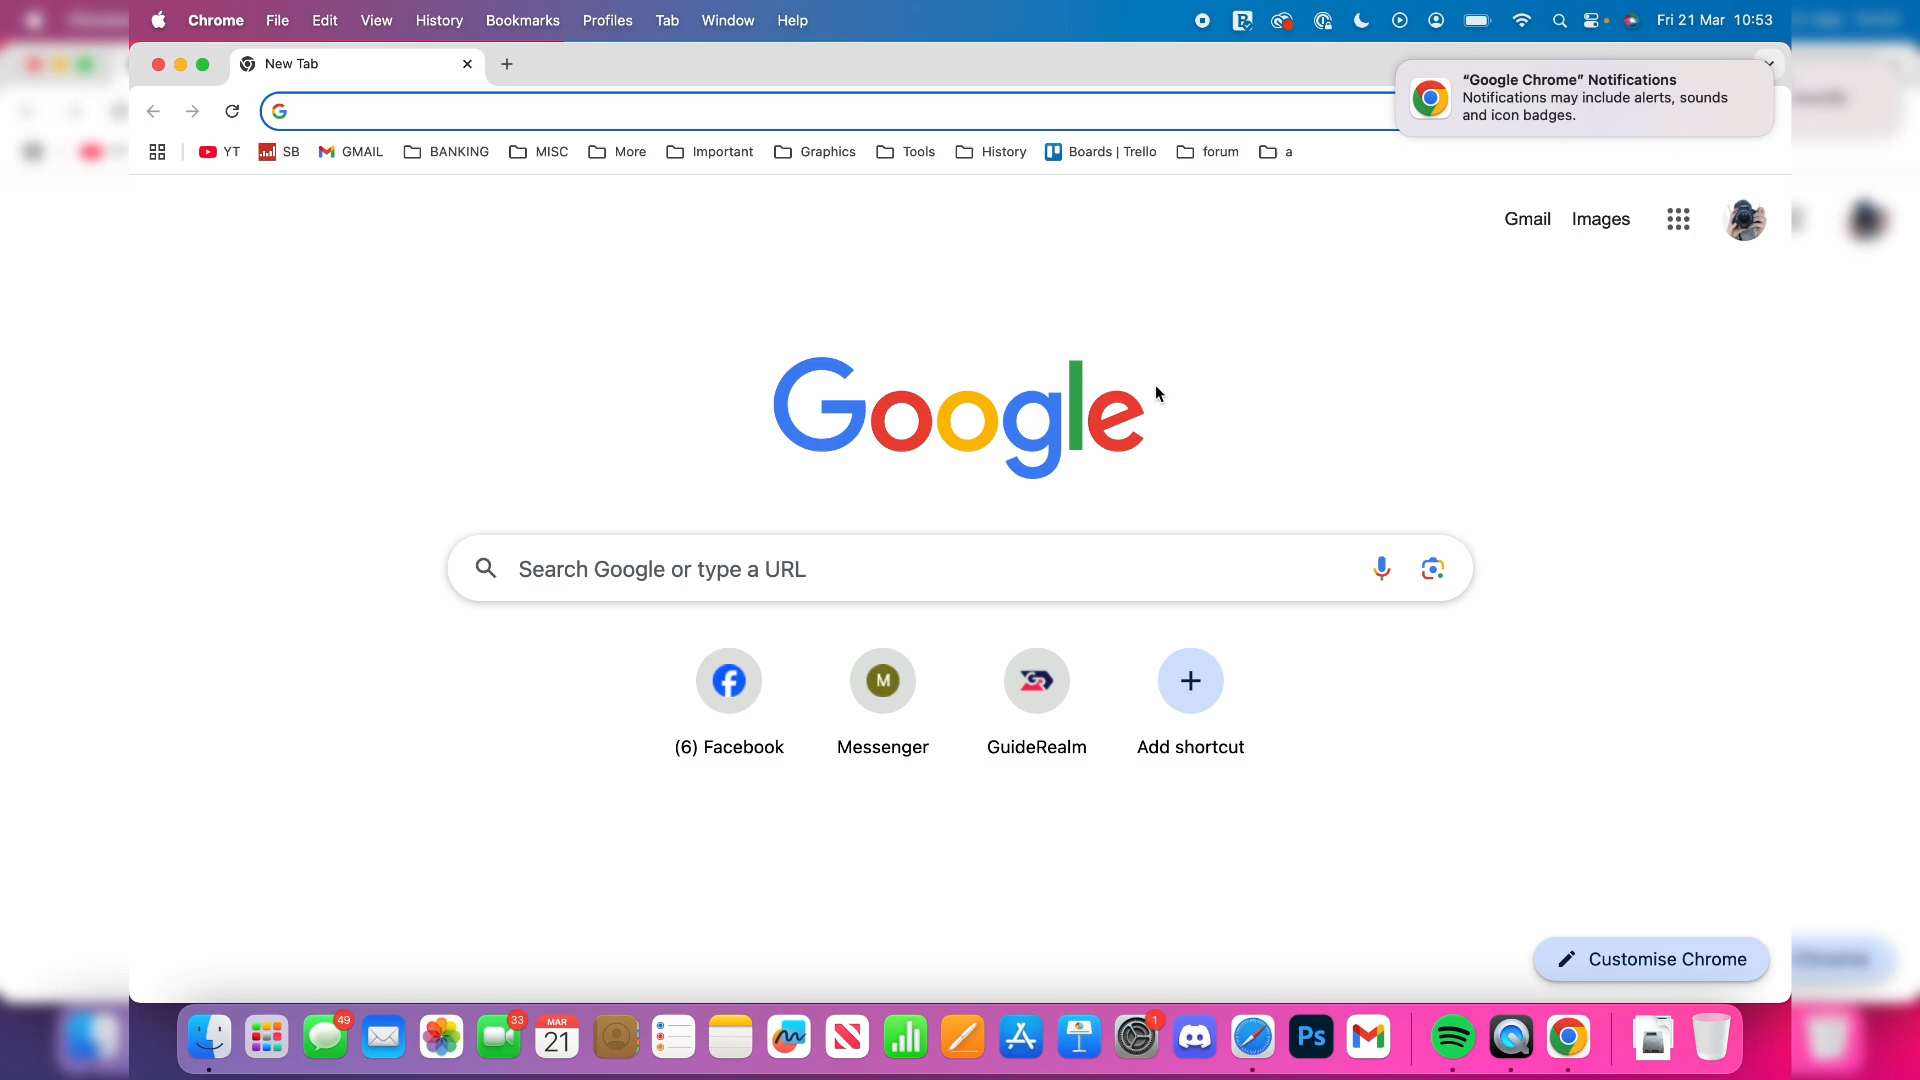 Chrome File Edit View History Bookmarks Profiles Tab Window Help Fri 21 Mar 10:53
New Tab
"Google Chrome" Notifications
Notifications may include alerts, sounds
and icon badges.
YT SB GMAIL BANKING MISC More Important Graphics Tools History Boards | Trello forum a
Gmail Images
Google
Search Google or type a URL
M
(6) Facebook Messenger GuideRealm Add shortcut
Customise Chrome
49 33 MAR 21 1 Ps